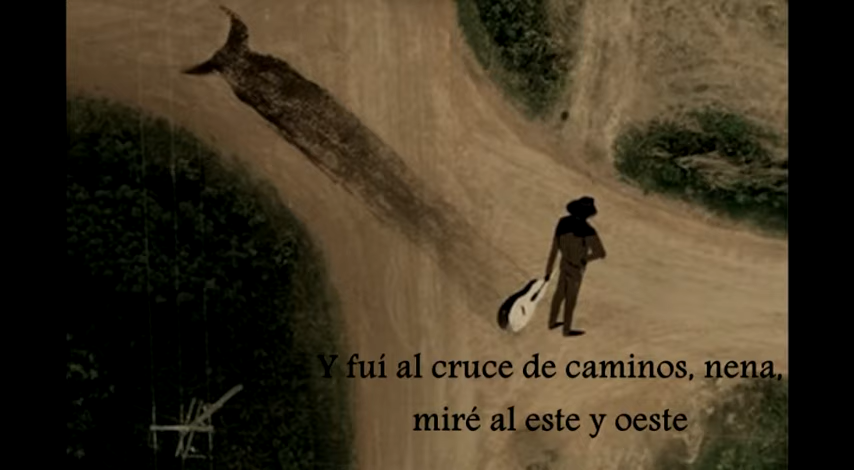 Y fuí al cruce de caminos, nena,
miré al este y oeste